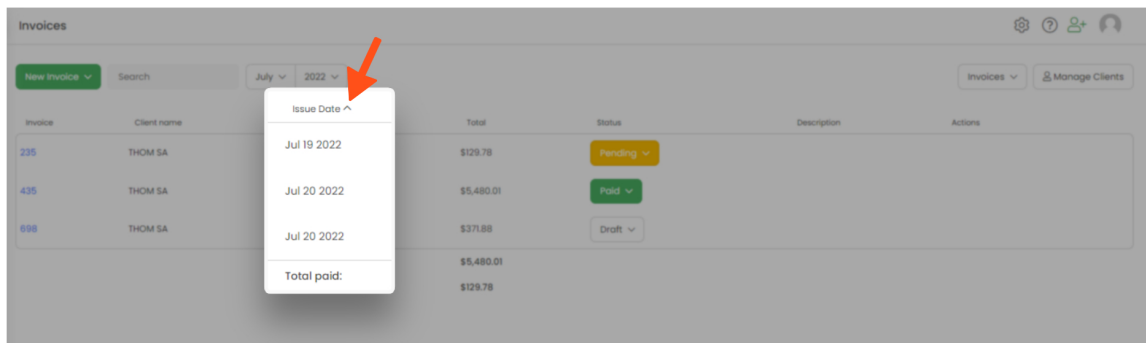 Invoices
New Invoice Search July 2022 Invoices Manage Clients
Invoice Client name Issue Date Total Status Description Actions
235 THOM SA Jul 19 2022 $129.78 Pending
435 THOM SA Jul 20 2022 $5,480.01 Paid
698 THOM SA Jul 20 2022 $371.88 Draft
Total paid: $5,480.01
$129.78